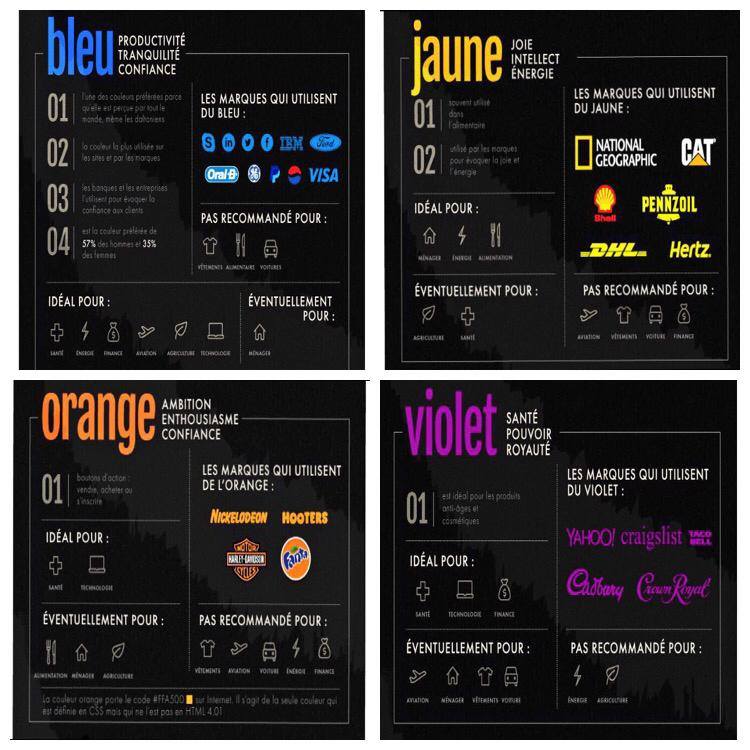 bleu
PRODUCTIVITÉ
TRANQUILITÉ
CONFIANCE
01
l'une des couleurs préférées parce
qu'elle est perçue par tout le
monde, même les daltoniens
02
la couleur la plus utilisée sur
les sites et par les marques
03
les banques et les entreprises
l'utilisent pour évoquer la
confiance aux clients
04
est la couleur préférée de
57% des hommes et 35%
des femmes
LES MARQUES QUI UTILISENT
DU BLEU :
IBM
Ford
Oral-B
VISA
PAS RECOMMANDÉ POUR :
VÊTEMENTS ALIMENTAIRE VOITURES
IDÉAL POUR :
SANTÉ ÉNERGIE FINANCE AVIATION AGRICULTURE TECHNOLOGIE
ÉVENTUELLEMENT
POUR :
MÉNAGER
jaune
JOIE
INTELLECT
ÉNERGIE
01
souvent utilisé
dans
l'alimentaire
02
utilisé par les marques
pour évoquer la joie et
l'énergie
LES MARQUES QUI UTILISENT
DU JAUNE :
NATIONAL
GEOGRAPHIC
CAT
Shell
PENNZOIL
DHL
Hertz.
IDÉAL POUR :
MÉNAGER ÉNERGIE ALIMENTATION
ÉVENTUELLEMENT POUR :
AGRICULTURE SANTÉ
PAS RECOMMANDÉ POUR :
AVIATION VÊTEMENTS VOITURE FINANCE
orange
AMBITION
ENTHOUSIASME
CONFIANCE
01
boutons d'action :
vendre, acheter ou
s'inscrire
LES MARQUES QUI UTILISENT
DE L'ORANGE :
NICKELODEON
HOOTERS
MOTOR
HARLEY-DAVIDSON
CYCLES
Fanta
IDÉAL POUR :
SANTÉ TECHNOLOGIE
ÉVENTUELLEMENT POUR :
ALIMENTATION MÉNAGER AGRICULTURE
PAS RECOMMANDÉ POUR :
VÊTEMENTS AVIATION VOITURE ÉNERGIE FINANCE
La couleur orange porte le code #FFA500 sur Internet. Il s'agit de la seule couleur qui
est définie en CSS mais qui ne l'est pas en HTML 4.01
violet
SANTÉ
POUVOIR
ROYAUTÉ
01
est idéal pour les produits
anti-âges et
cosmétiques
LES MARQUES QUI UTILISENT
DU VIOLET :
YAHOO!
craigslist
TACO
BELL
Cadbury
Crown Royal
IDÉAL POUR :
SANTÉ TECHNOLOGIE FINANCE
ÉVENTUELLEMENT POUR :
AVIATION MÉNAGER VÊTEMENTS VOITURE
PAS RECOMMANDÉ POUR :
ÉNERGIE AGRICULTURE